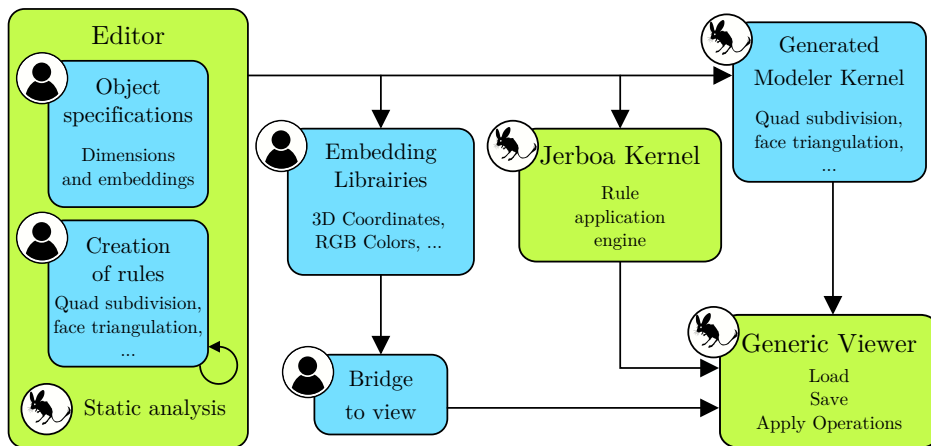 Editor
Object
specifications
Dimensions
and embeddings
Creation
of rules
Quad subdivision,
face triangulation,
...
Static analysis
Embedding
Librairies
3D Coordinates,
RGB Colors, ...
Bridge
to view
Jerboa Kernel
Rule
application
engine
Generated
Modeler Kernel
Quad subdivision,
face triangulation,
...
Generic Viewer
Load
Save
Apply Operations